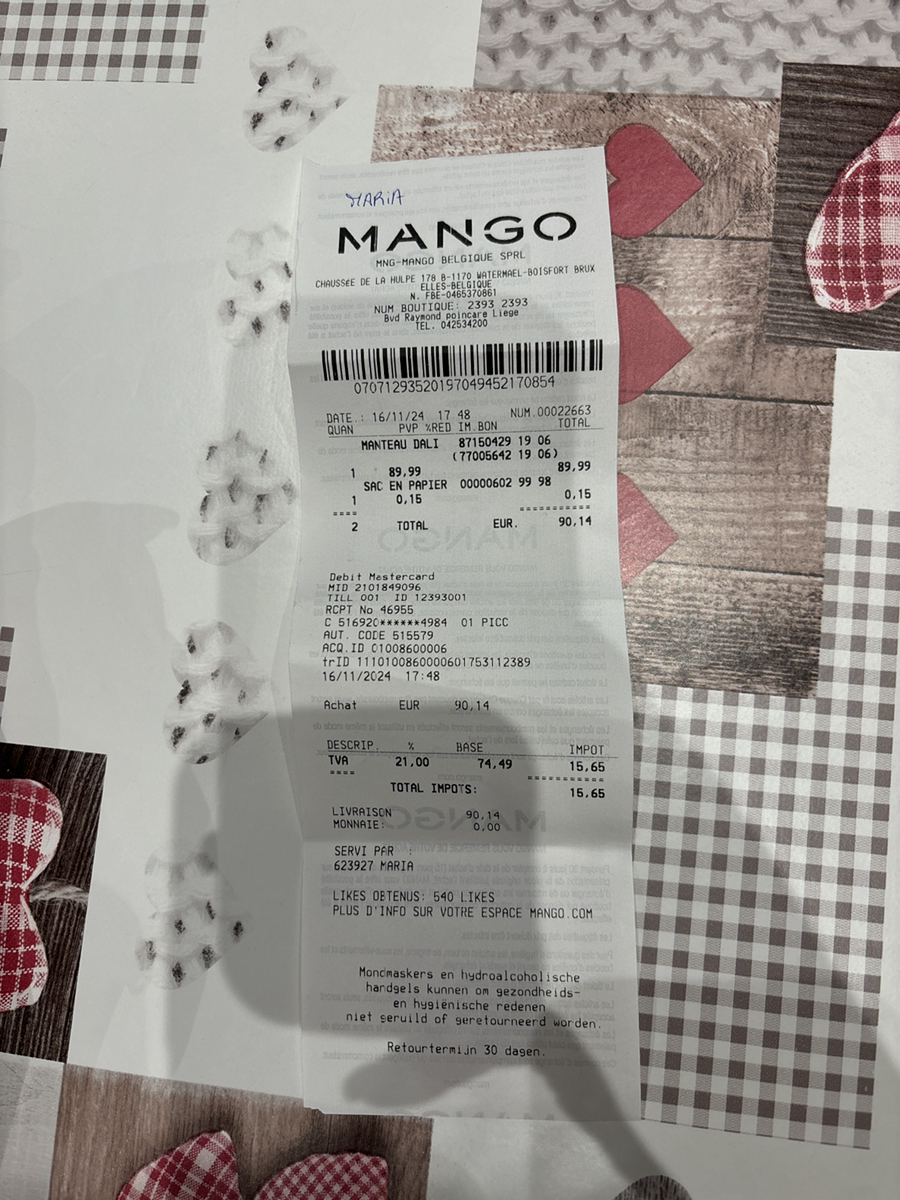 MARIA
MANGO
MNG-MANGO BELGIQUE SPRL
CHAUSSéE DE LA HULPE 178 B-1170 WATERMAEL-BOISFORT BRUX
ELLES-BELGIQUE
N. FBE-0465370861
NUM BOUTIQUE: 2393 2393
Bvd Raymond poincare Liege
TEL. 042534200
07071293520197049452170854
DATE.: 16/11/24 17 48 NUM.00022663
QUAN PVP %RED IM.BON TOTAL
MANTEAU DALI 87150429 19 06
(77005642 19 06)
1 89,99 89,99
SAC EN PAPIER 00000602 99 98
1 0,15 0,15
==== ===========
2 TOTAL EUR. 90,14
Debit Mastercard
MID 2101849096
TILL 001 ID 12393001
RCPT No 46955
C 516920******4984 01 PICC
AUT. CODE 515579
ACQ.ID 01008600006
trID 1110100860000601753112389
16/11/2024 17:48
Achat EUR 90,14
DESCRIP. % BASE IMPOT
TVA 21,00 74,49 15,65
==== ===========
TOTAL IMPOTS: 15,65
LIVRAISON 90,14
MONNAIE: 0,00
SERVI PAR :
623927 MARIA
LIKES OBTENUS: 540 LIKES
PLUS D'INFO SUR VOTRE ESPACE MANGO.COM
Mondmaskers en hydroalcoholische
handgels kunnen om gezondheids-
en hygiënische redenen
niet geruild of geretourneerd worden.
Retourtermijn 30 dagen.